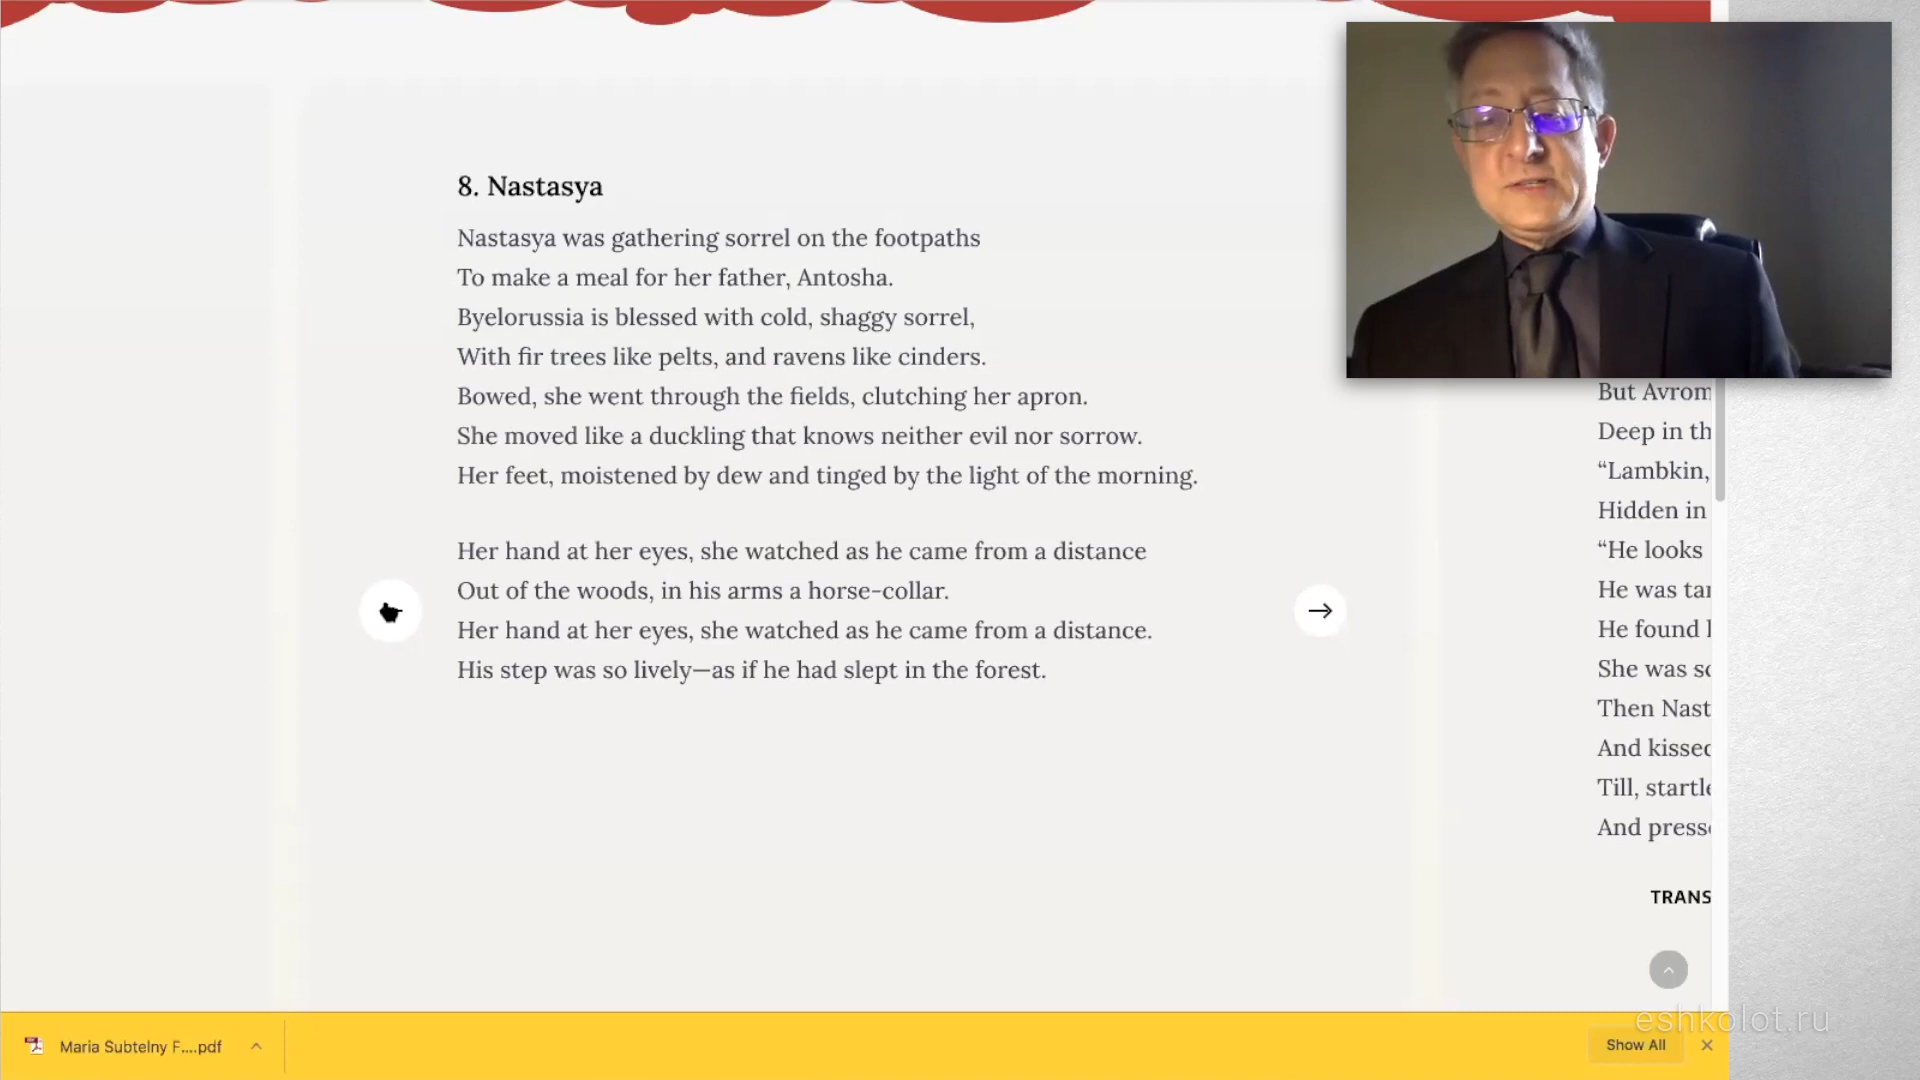 8. Nastasya
Nastasya was gathering sorrel on the footpaths
To make a meal for her father, Antosha.
Byelorussia is blessed with cold, shaggy sorrel,
With fir trees like pelts, and ravens like cinders.
Bowed, she went through the fields, clutching her apron.
She moved like a duckling that knows neither evil nor sorrow.
Her feet, moistened by dew and tinged by the light of the morning.
Her hand at her eyes, she watched as he came from a distance
Out of the woods, in his arms a horse-collar.
Her hand at her eyes, she watched as he came from a distance.
His step was so lively—as if he had slept in the forest.
But Avrom
Deep in th
“Lambkin,
Hidden in
“He looks
He was tar
He found
She was so
Then Nast
And kissed
Till, startle
And presse
TRANS
eshkolot.ru
Maria Subtelny F....pdf
Show All